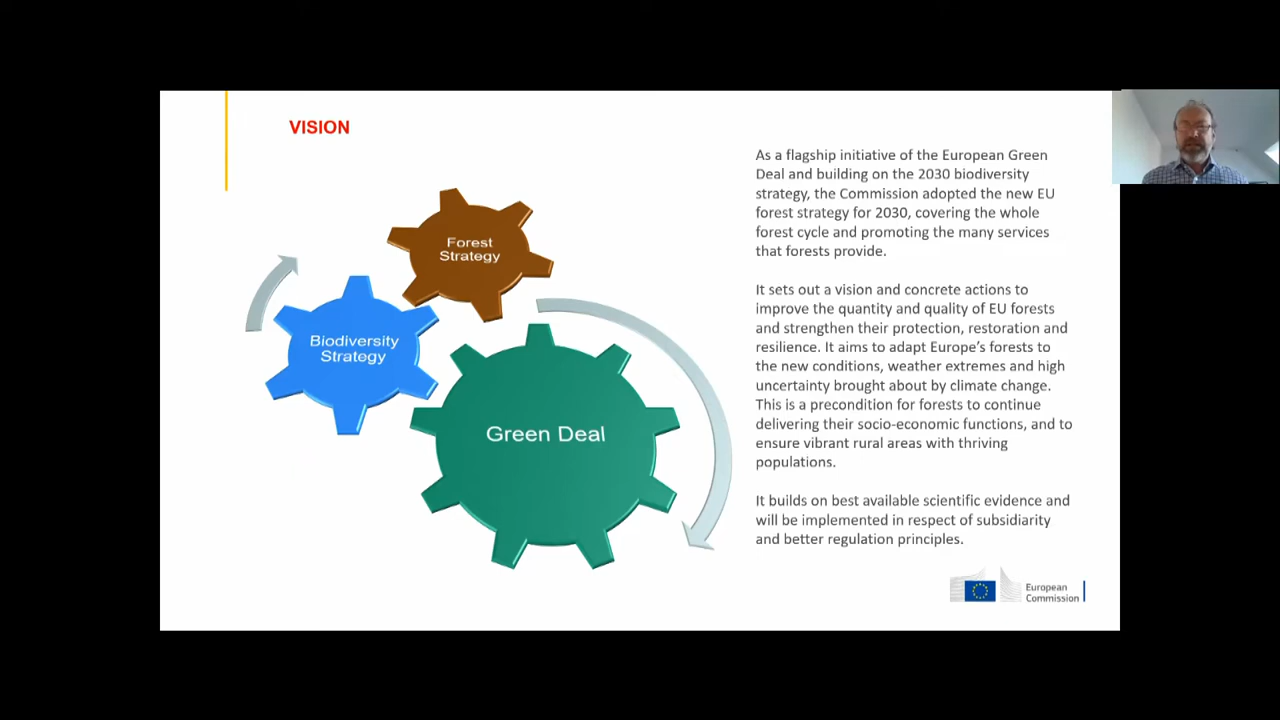 VISION
Forest
Strategy
Biodiversity
Strategy
Green Deal
As a flagship initiative of the European Green
Deal and building on the 2030 biodiversity
strategy, the Commission adopted the new EU
forest strategy for 2030, covering the whole
forest cycle and promoting the many services
that forests provide.
It sets out a vision and concrete actions to
improve the quantity and quality of EU forests
and strengthen their protection, restoration and
resilience. It aims to adapt Europe’s forests to
the new conditions, weather extremes and high
uncertainty brought about by climate change.
This is a precondition for forests to continue
delivering their socio-economic functions, and to
ensure vibrant rural areas with thriving
populations.
It builds on best available scientific evidence and
will be implemented in respect of subsidiarity
and better regulation principles.
European
Commission